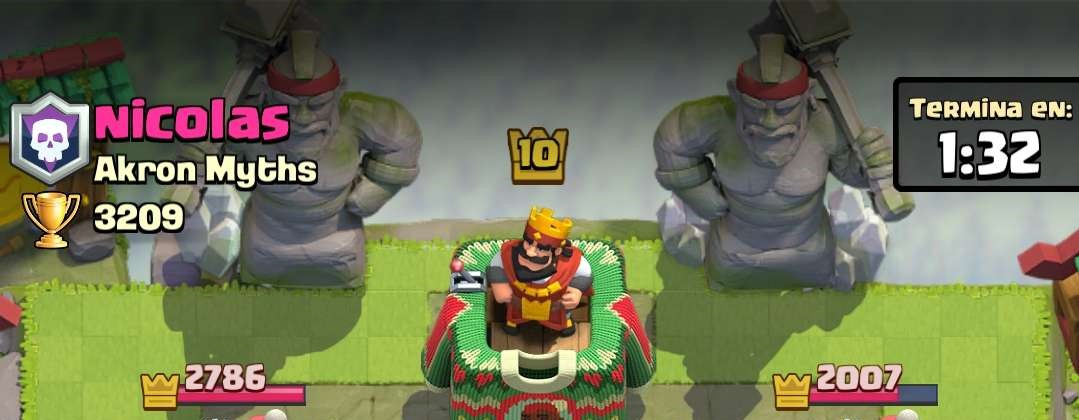 Nicolas
Akron Myths
3209
10
Termina en:
1:32
2786
2007